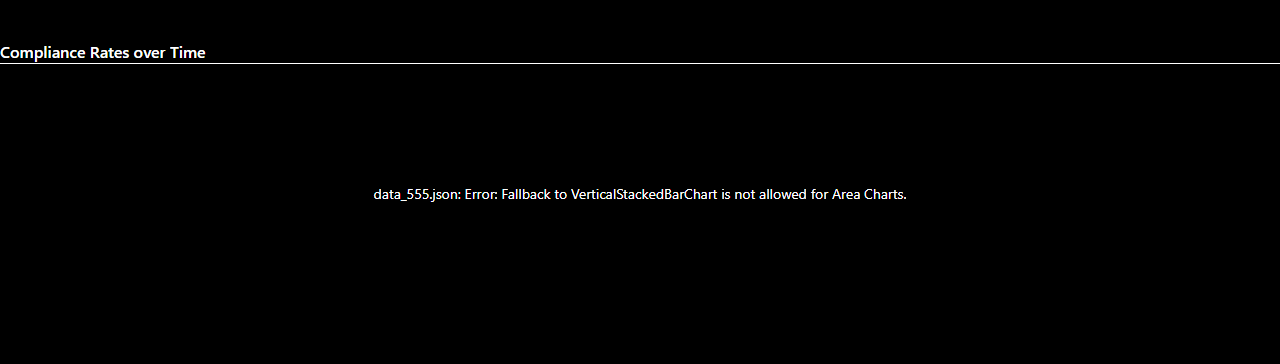 Compliance Rates over Time
data_555.json: Error: Fallback to VerticalStackedBarChart is not allowed for Area Charts.